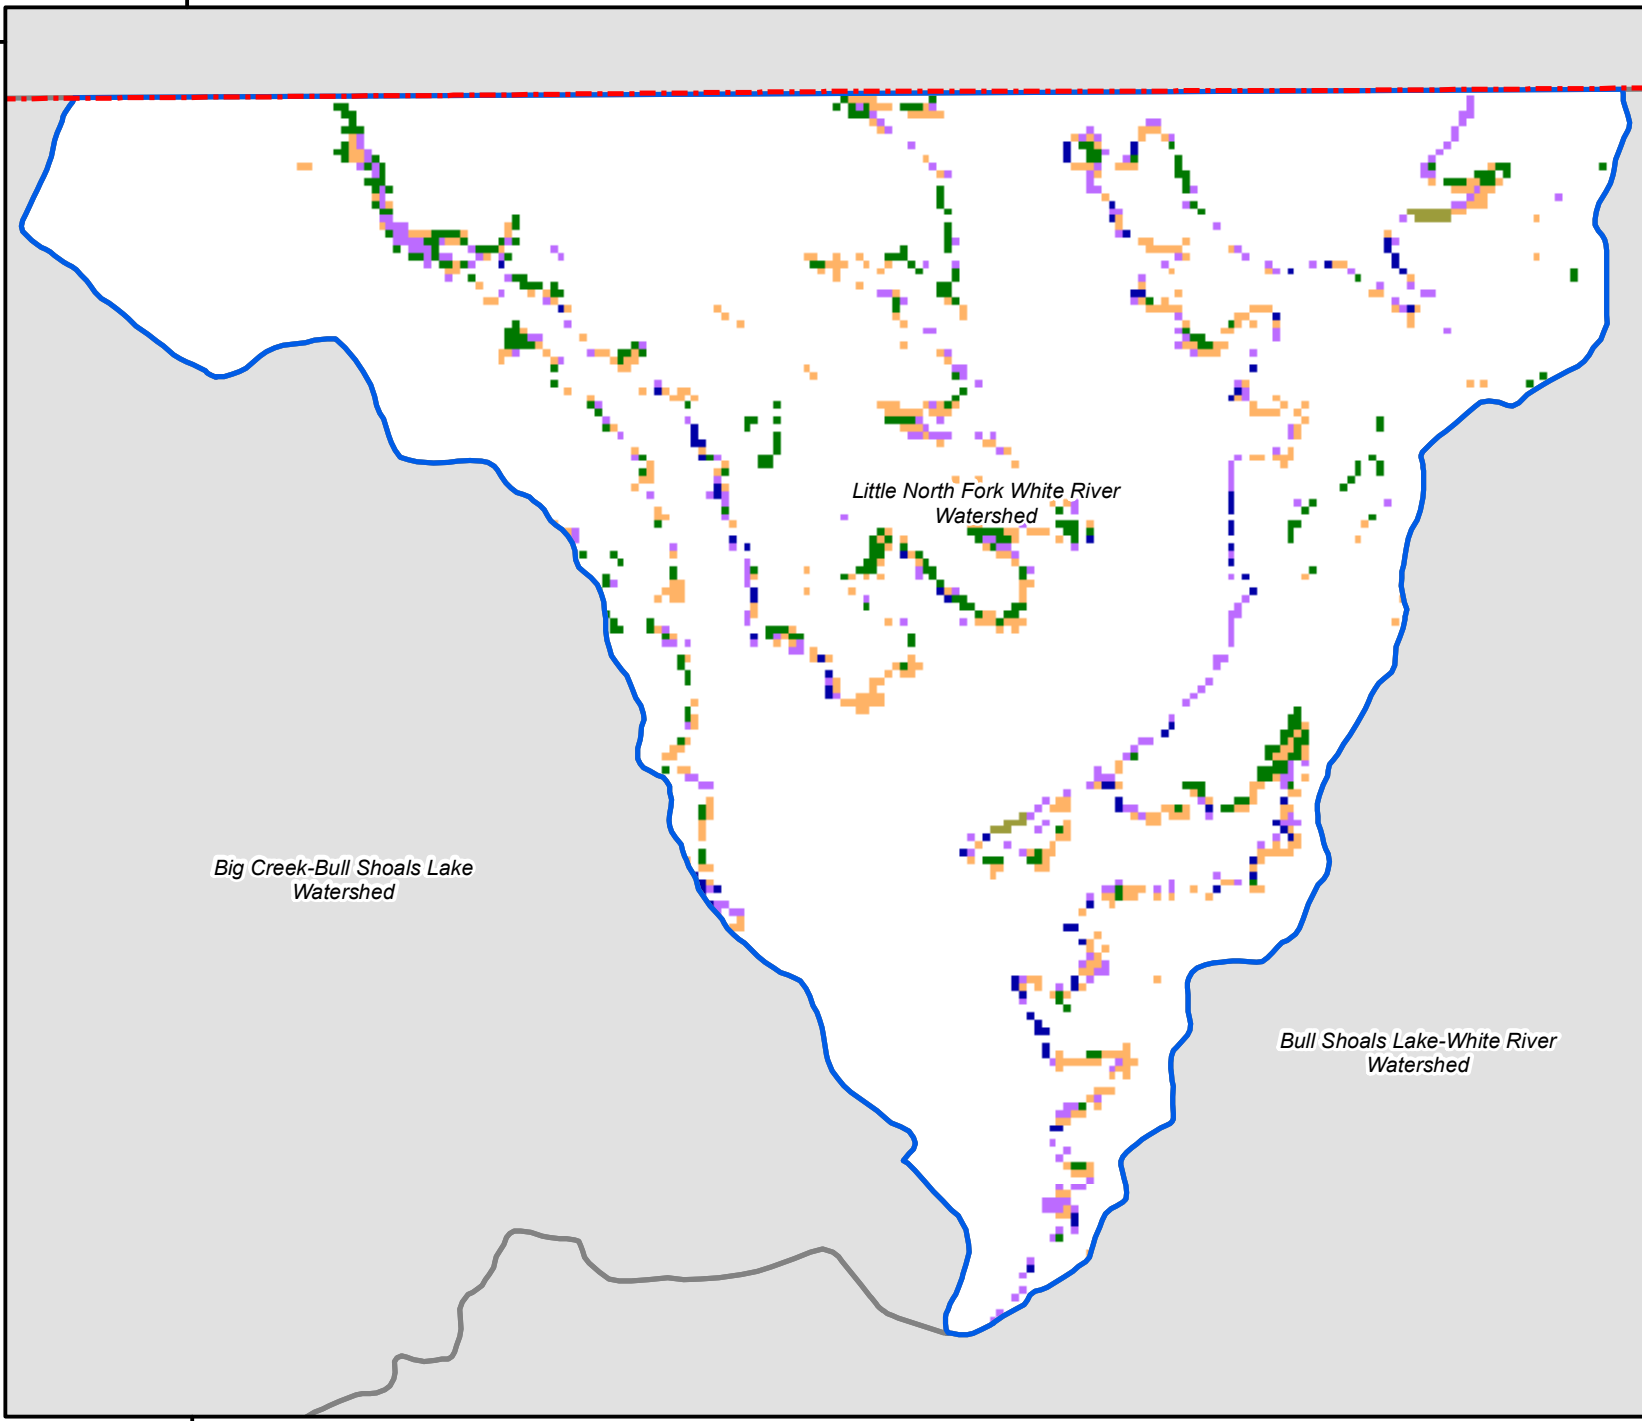 Little North Fork White River
Watershed
Big Creek-Bull Shoals Lake
Watershed
Bull Shoals Lake-White River
Watershed